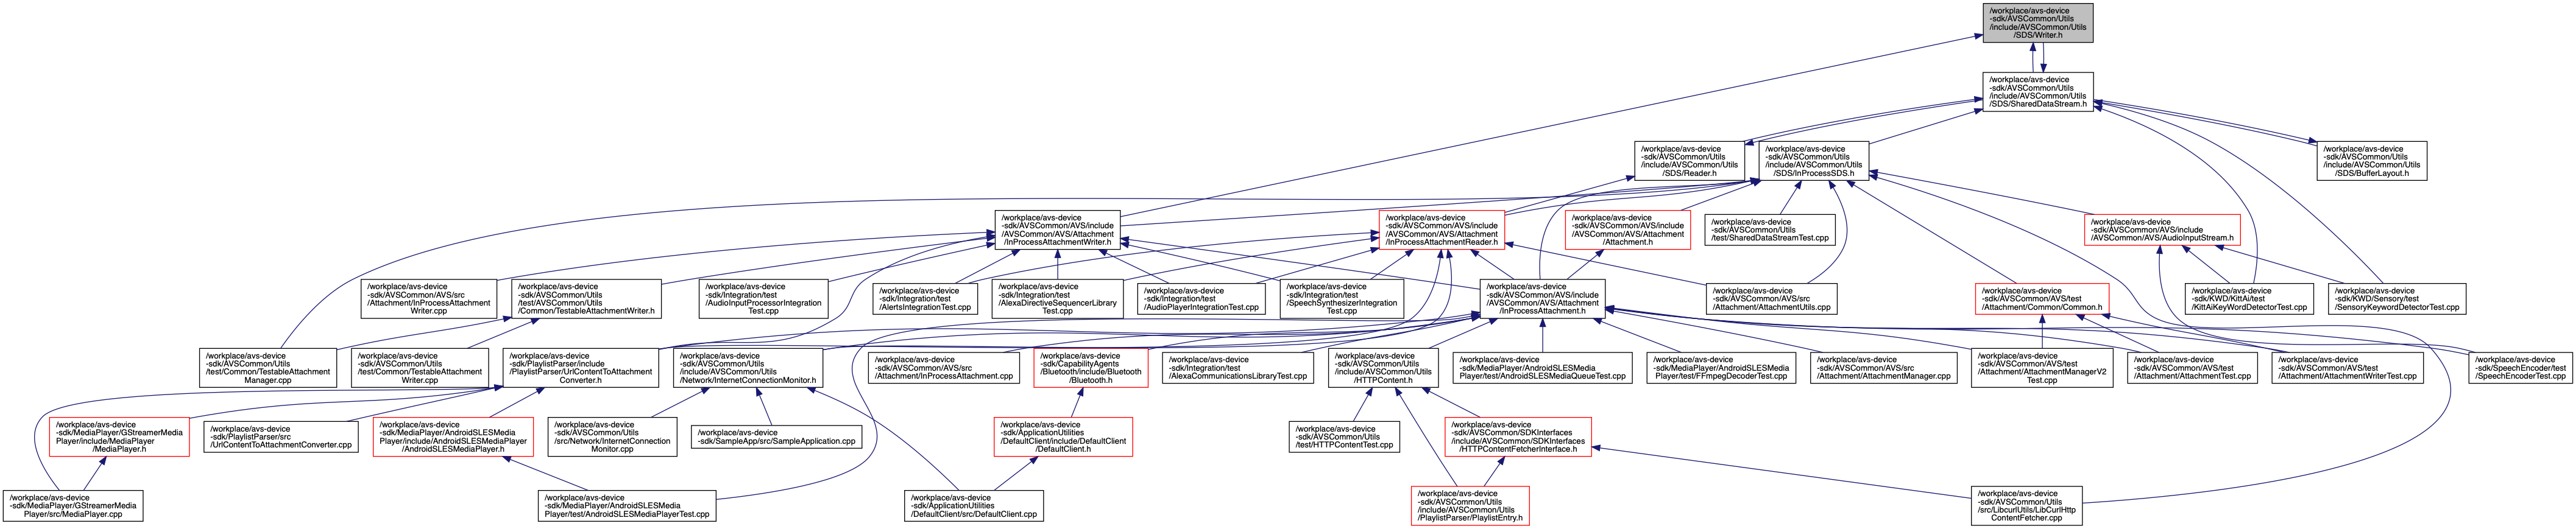 /workplace/avs-device
-sdk/AVSCommon/Utils
/include/AVSCommon/Utils
/SDS/Writer.h
/workplace/avs-device
-sdk/AVSCommon/Utils
/include/AVSCommon/Utils
/SDS/SharedDataStream.h
/workplace/avs-device
-sdk/AVSCommon/Utils
/include/AVSCommon/Utils
/SDS/Reader.h
/workplace/avs-device
-sdk/AVSCommon/Utils
/include/AVSCommon/Utils
/SDS/InProcessSDS.h
/workplace/avs-device
-sdk/AVSCommon/Utils
/include/AVSCommon/Utils
/SDS/BufferLayout.h
/workplace/avs-device
-sdk/AVSCommon/AVS/include
/AVSCommon/AVS/Attachment
/InProcessAttachmentWriter.h
/workplace/avs-device
-sdk/AVSCommon/AVS/include
/AVSCommon/AVS/Attachment
/InProcessAttachmentReader.h
/workplace/avs-device
-sdk/AVSCommon/AVS/include
/AVSCommon/AVS/Attachment
/Attachment.h
/workplace/avs-device
-sdk/AVSCommon/Utils
/test/SharedDataStreamTest.cpp
/workplace/avs-device
-sdk/AVSCommon/AVS/include
/AVSCommon/AVS/AudioInputStream.h
/workplace/avs-device
-sdk/AVSCommon/AVS/src
/Attachment/InProcessAttachment
Writer.cpp
/workplace/avs-device
-sdk/AVSCommon/Utils
/test/AVSCommon/Utils
/Common/TestableAttachmentWriter.h
/workplace/avs-device
-sdk/Integration/test
/AudioInputProcessorIntegration
Test.cpp
/workplace/avs-device
-sdk/Integration/test
/AlertsIntegrationTest.cpp
/workplace/avs-device
-sdk/Integration/test
/AlexaDirectiveSequencerLibrary
Test.cpp
/workplace/avs-device
-sdk/Integration/test
/AudioPlayerIntegrationTest.cpp
/workplace/avs-device
-sdk/Integration/test
/SpeechSynthesizerIntegration
Test.cpp
/workplace/avs-device
-sdk/AVSCommon/AVS/include
/AVSCommon/AVS/Attachment
/InProcessAttachment.h
/workplace/avs-device
-sdk/AVSCommon/AVS/src
/Attachment/AttachmentUtils.cpp
/workplace/avs-device
-sdk/AVSCommon/AVS/test
/Attachment/Common/Common.h
/workplace/avs-device
-sdk/KWD/KittAi/test
/KittAiKeyWordDetectorTest.cpp
/workplace/avs-device
-sdk/KWD/Sensory/test
/SensoryKeywordDetectorTest.cpp
/workplace/avs-device
-sdk/AVSCommon/Utils
/test/Common/TestableAttachment
Manager.cpp
/workplace/avs-device
-sdk/AVSCommon/Utils
/test/Common/TestableAttachment
Writer.cpp
/workplace/avs-device
-sdk/PlaylistParser/include
/PlaylistParser/UrlContentToAttachment
Converter.h
/workplace/avs-device
-sdk/AVSCommon/Utils
/include/AVSCommon/Utils
/Network/InternetConnectionMonitor.h
/workplace/avs-device
-sdk/AVSCommon/AVS/src
/Attachment/InProcessAttachment.cpp
/workplace/avs-device
-sdk/CapabilityAgents
/Bluetooth/include/Bluetooth
/Bluetooth.h
/workplace/avs-device
-sdk/Integration/test
/AlexaCommunicationsLibraryTest.cpp
/workplace/avs-device
-sdk/AVSCommon/Utils
/include/AVSCommon/Utils
/HTTPContent.h
/workplace/avs-device
-sdk/MediaPlayer/AndroidSLESMedia
Player/test/AndroidSLESMediaQueueTest.cpp
/workplace/avs-device
-sdk/MediaPlayer/AndroidSLESMedia
Player/test/FFmpegDecoderTest.cpp
/workplace/avs-device
-sdk/AVSCommon/AVS/src
/Attachment/AttachmentManager.cpp
/workplace/avs-device
-sdk/AVSCommon/AVS/test
/Attachment/AttachmentManagerV2
Test.cpp
/workplace/avs-device
-sdk/AVSCommon/AVS/test
/Attachment/AttachmentTest.cpp
/workplace/avs-device
-sdk/AVSCommon/AVS/test
/Attachment/AttachmentWriterTest.cpp
/workplace/avs-device
-sdk/SpeechEncoder/test
/SpeechEncoderTest.cpp
/workplace/avs-device
-sdk/MediaPlayer/GStreamerMedia
Player/include/MediaPlayer
/MediaPlayer.h
/workplace/avs-device
-sdk/PlaylistParser/src
/UrlContentToAttachmentConverter.cpp
/workplace/avs-device
-sdk/MediaPlayer/AndroidSLESMedia
Player/include/AndroidSLESMediaPlayer
/AndroidSLESMediaPlayer.h
/workplace/avs-device
-sdk/AVSCommon/Utils
/src/Network/InternetConnection
Monitor.cpp
/workplace/avs-device
-sdk/SampleApp/src/SampleApplication.cpp
/workplace/avs-device
-sdk/ApplicationUtilities
/DefaultClient/include/DefaultClient
/DefaultClient.h
/workplace/avs-device
-sdk/AVSCommon/Utils
/test/HTTPContentTest.cpp
/workplace/avs-device
-sdk/AVSCommon/SDKInterfaces
/include/AVSCommon/SDKInterfaces
/HTTPContentFetcherInterface.h
/workplace/avs-device
-sdk/MediaPlayer/GStreamerMedia
Player/src/MediaPlayer.cpp
/workplace/avs-device
-sdk/MediaPlayer/AndroidSLESMedia
Player/test/AndroidSLESMediaPlayerTest.cpp
/workplace/avs-device
-sdk/ApplicationUtilities
/DefaultClient/src/DefaultClient.cpp
/workplace/avs-device
-sdk/AVSCommon/Utils
/include/AVSCommon/Utils
/PlaylistParser/PlaylistEntry.h
/workplace/avs-device
-sdk/AVSCommon/Utils
/src/LibcurlUtils/LibCurlHttp
ContentFetcher.cpp